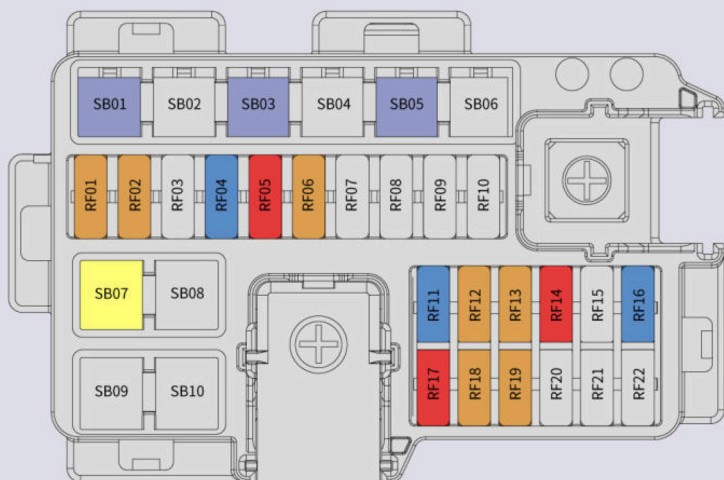 SB01 SB02 SB03 SB04 SB05 SB06
RF01 RF02 RF03 RF04 RF05 RF06 RF07 RF08 RF09 RF10
SB07 SB08
RF11 RF12 RF13 RF14 RF15 RF16
SB09 SB10
RF17 RF18 RF19 RF20 RF21 RF22